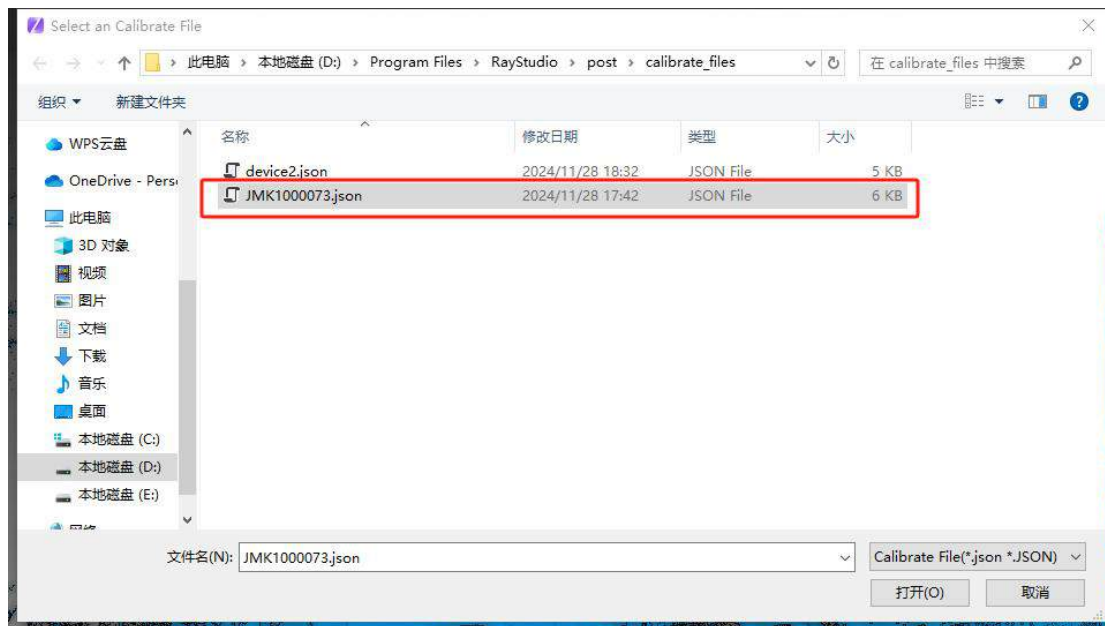 Select an Calibrate File
此电脑 › 本地磁盘 (D:) › Program Files › RayStudio › post › calibrate_files
在 calibrate_files 中搜索
组织 新建文件夹
名称 修改日期 类型 大小
WPS云盘
device2.json 2024/11/28 18:32 JSON File 5 KB
OneDrive - Pers
JMK1000073.json 2024/11/28 17:42 JSON File 6 KB
此电脑
3D 对象
视频
图片
文档
下载
音乐
桌面
本地磁盘 (C:)
本地磁盘 (D:)
本地磁盘 (E:)
文件名(N): JMK1000073.json Calibrate File(*.json *.JSON)
打开(O) 取消